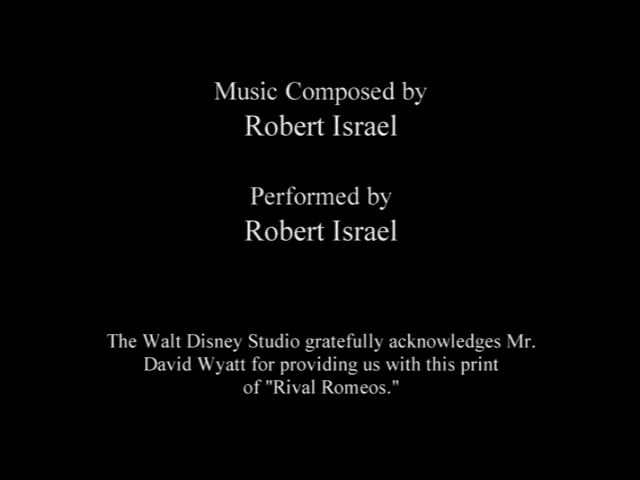 Music Composed by
Robert Israel
Performed by
Robert Israel
The Walt Disney Studio gratefully acknowledges Mr.
David Wyatt for providing us with this print
of "Rival Romeos."